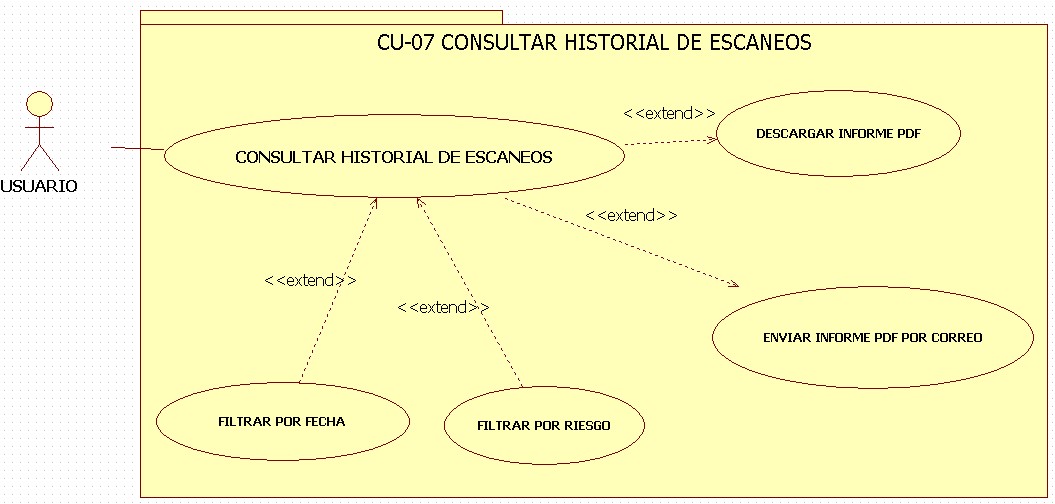 CU-07 CONSULTAR HISTORIAL DE ESCANEOS
<<extend>>
DESCARGAR INFORME PDF
CONSULTAR HISTORIAL DE ESCANEOS
USUARIO
<<extend>>
<<extend>>
<<extend>>
ENVIAR INFORME PDF POR CORREO
FILTRAR POR FECHA
FILTRAR POR RIESGO